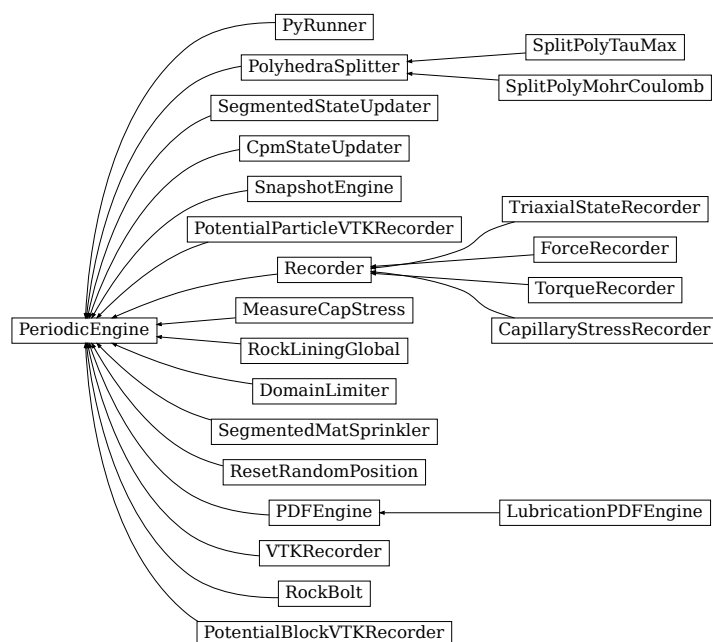 PyRunner
SplitPolyTauMax
PolyhedraSplitter
SplitPolyMohrCoulomb
SegmentedStateUpdater
CpmStateUpdater
SnapshotEngine
TriaxialStateRecorder
PotentialParticleVTKRecorder
ForceRecorder
Recorder
TorqueRecorder
MeasureCapStress
PeriodicEngine
CapillaryStressRecorder
RockLiningGlobal
DomainLimiter
SegmentedMatSprinkler
ResetRandomPosition
PDFEngine
LubricationPDFEngine
VTKRecorder
RockBolt
PotentialBlockVTKRecorder